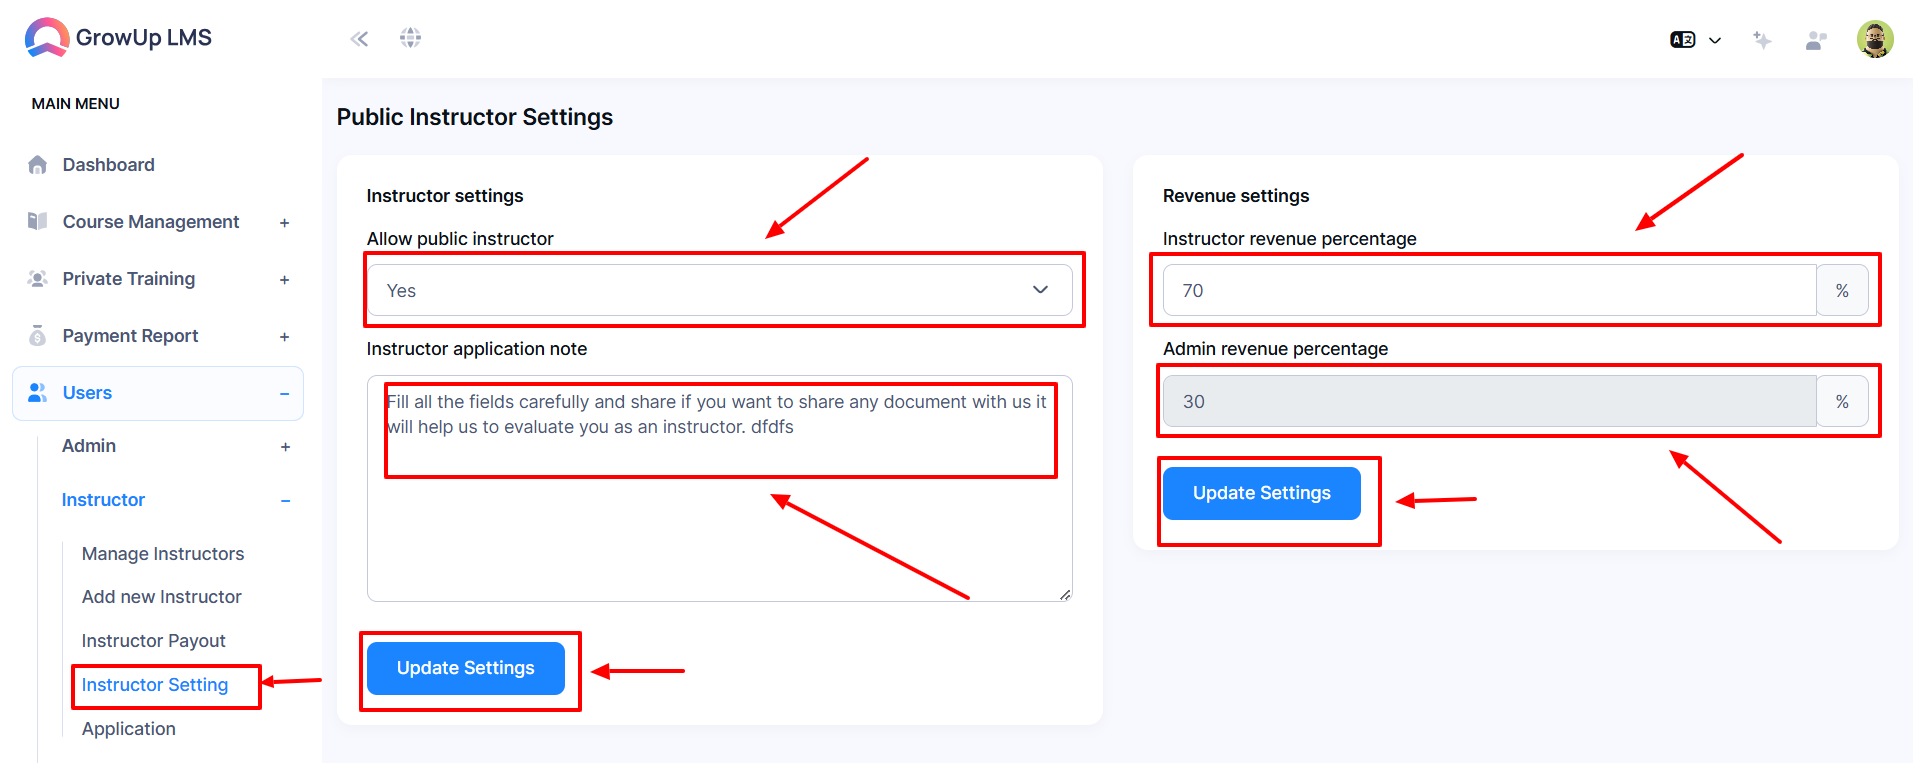 GrowUp LMS
MAIN MENU
Dashboard
Course Management +
Private Training +
Payment Report +
Users −
Admin +
Instructor −
Manage Instructors
Add new Instructor
Instructor Payout
Instructor Setting
Application
Public Instructor Settings
Instructor settings
Allow public instructor
Yes
Instructor application note
Fill all the fields carefully and share if you want to share any document with us it
will help us to evaluate you as an instructor. dfdfs
Update Settings
Revenue settings
Instructor revenue percentage
70 %
Admin revenue percentage
30 %
Update Settings